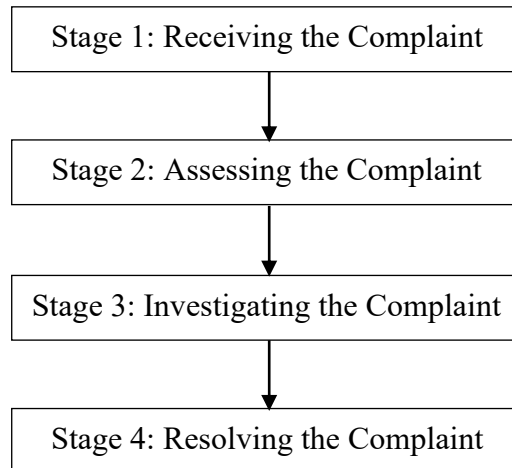 Stage 1: Receiving the Complaint
Stage 2: Assessing the Complaint
Stage 3: Investigating the Complaint
Stage 4: Resolving the Complaint